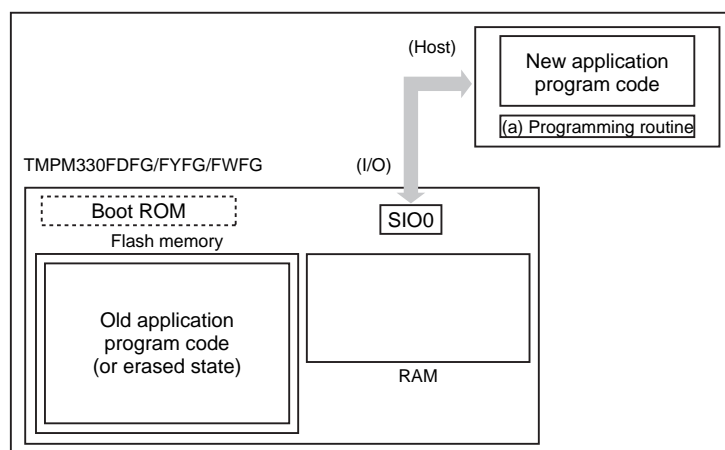 (Host)
New application
program code
(a) Programming routine
TMPM330FDFG/FYFG/FWFG
(I/O)
Boot ROM
SIO0
Flash memory
Old application
program code
(or erased state)
RAM